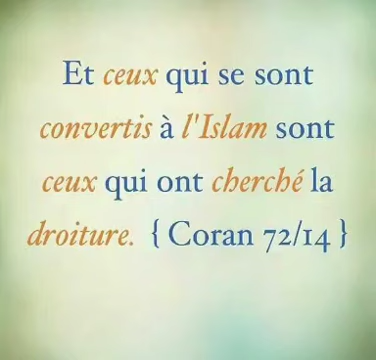 Et ceux qui se sont
convertis à l'Islam sont
ceux qui ont cherché la
droiture. { Coran 72/14 }